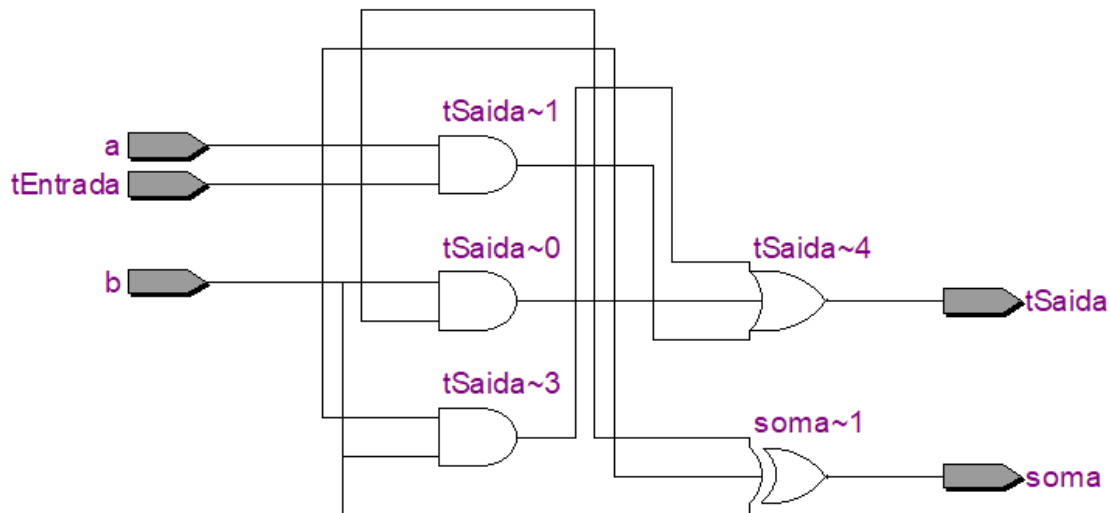 tSaida~1
a
tEntrada
tSaida~0
tSaida~4
b
tSaida
tSaida~3
soma~1
soma